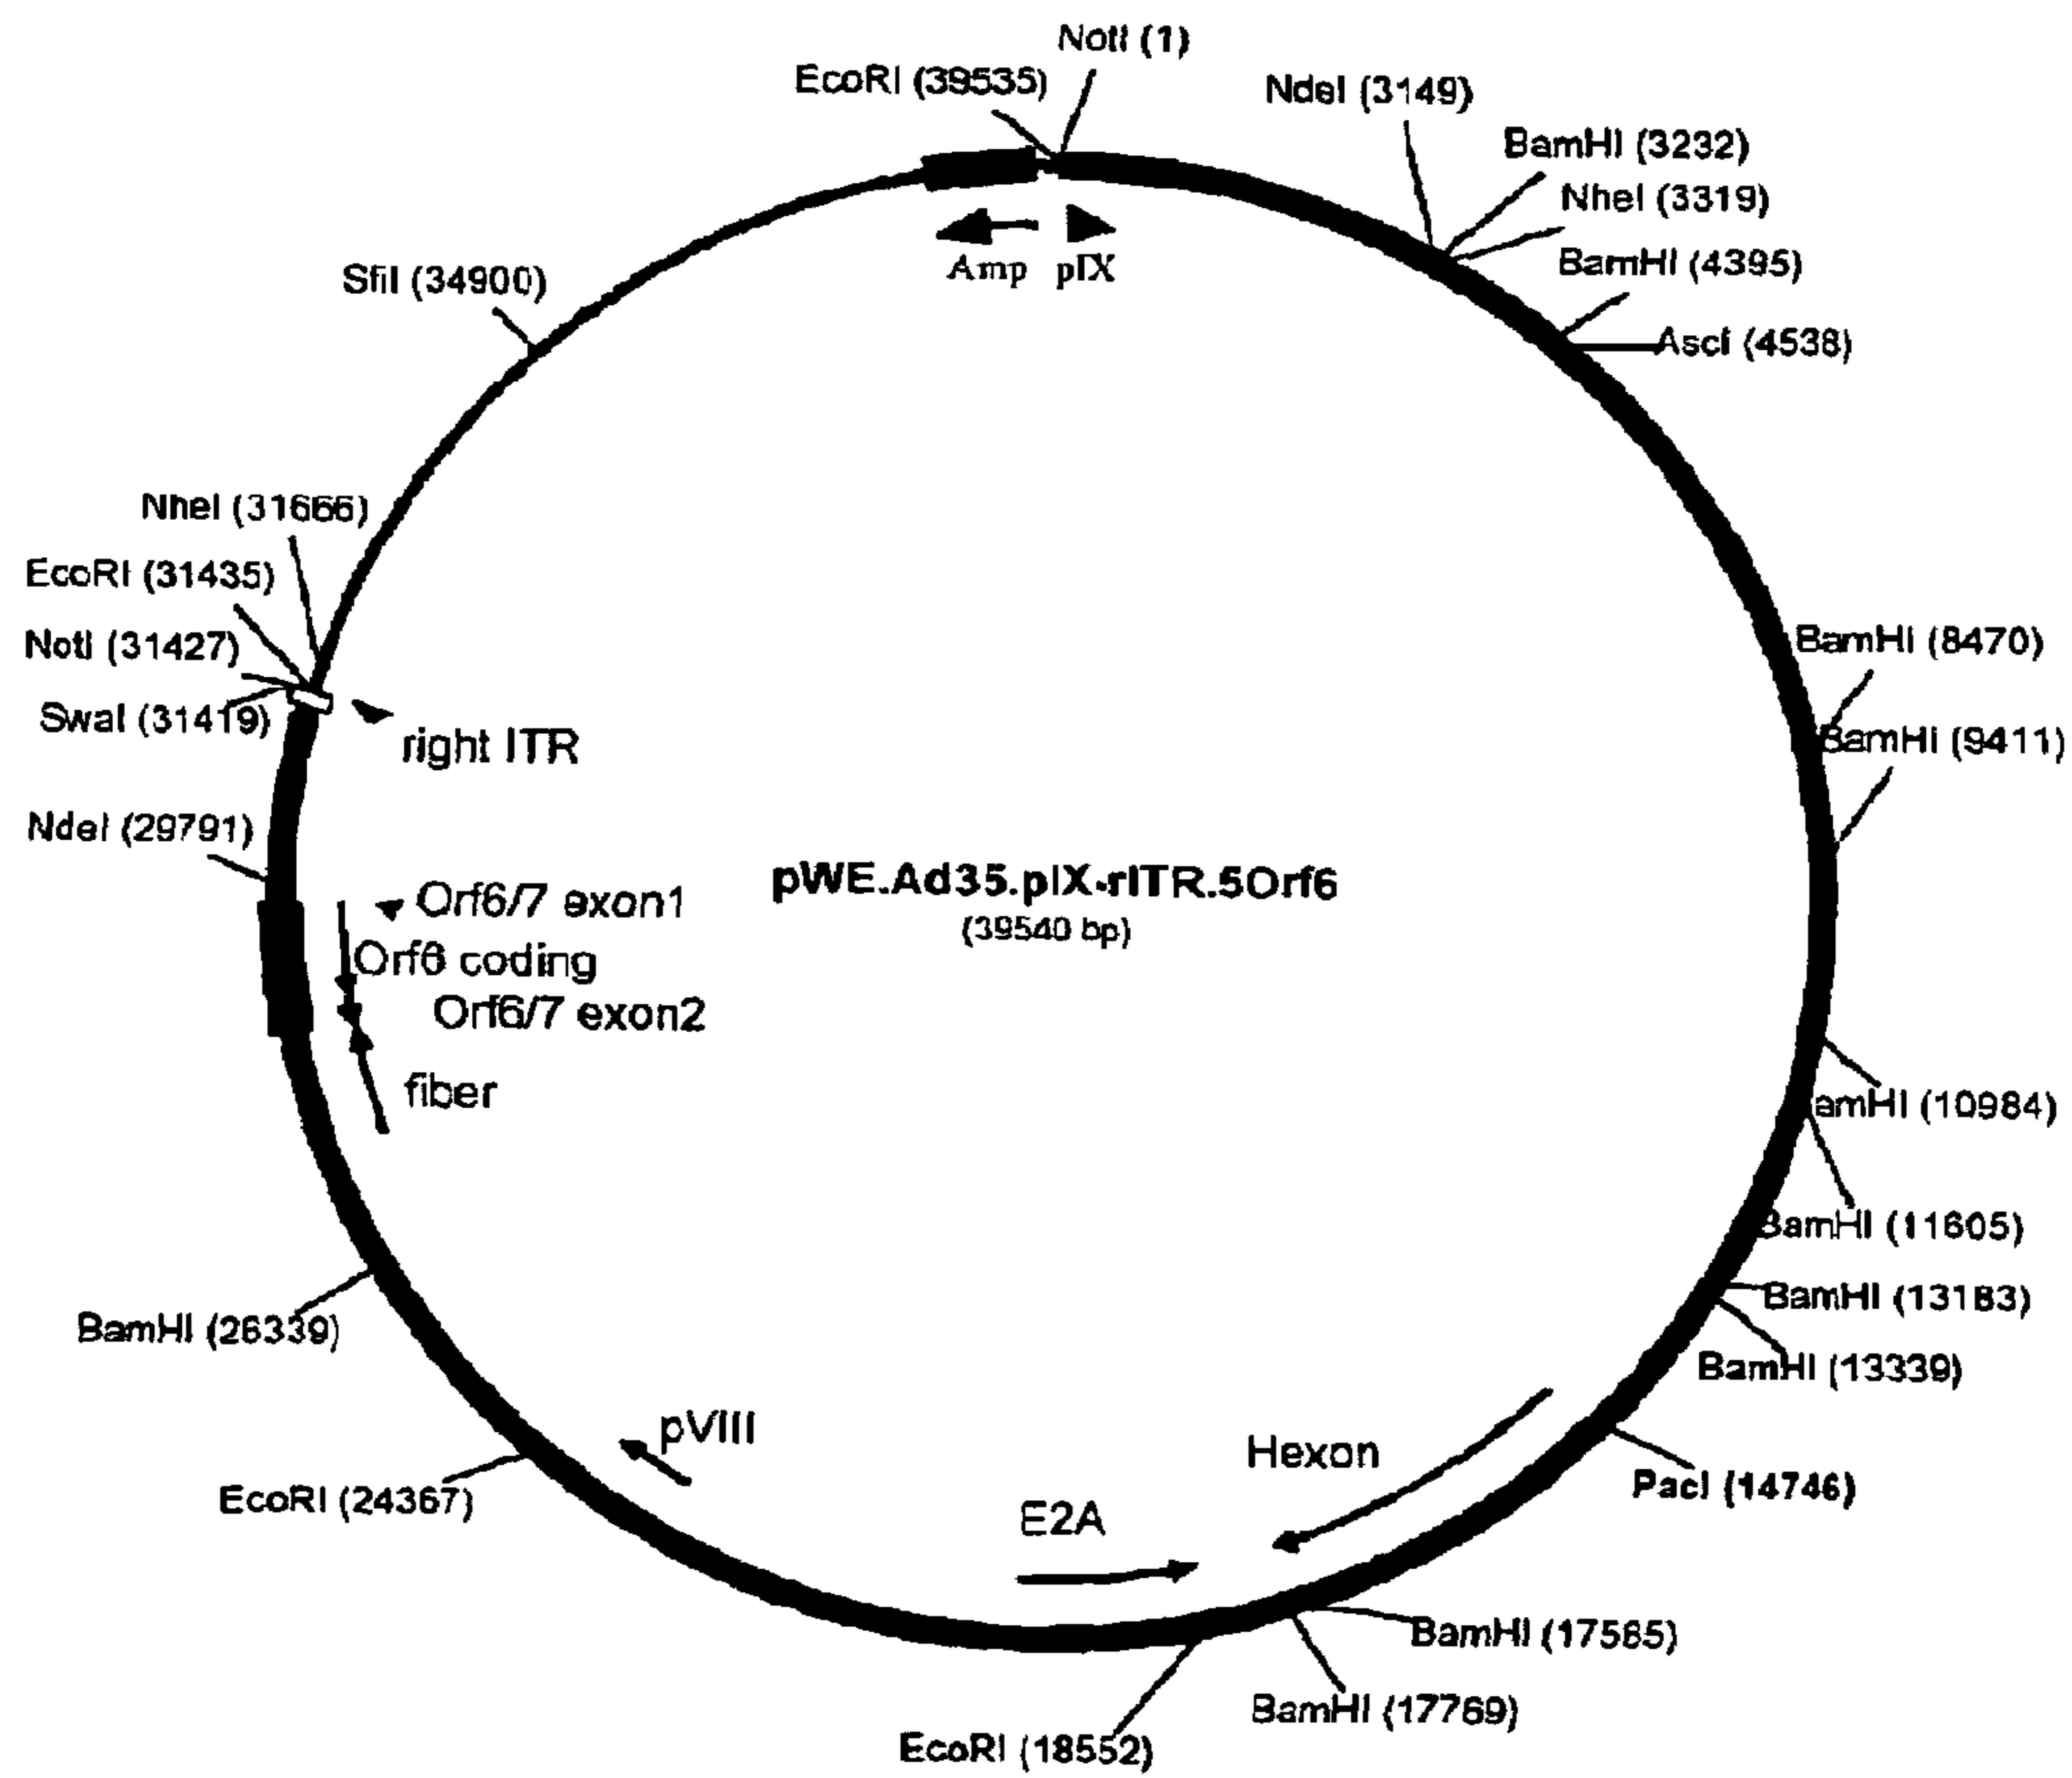 NotI (1)
EcoRI (39535)
NdeI (3149)
BamHI (3232)
NheI (3319)
BamHI (4395)
AscI (4538)
Amp
pIX
SfiI (34900)
NheI (31666)
EcoRI (31435)
NotI (31427)
SwaI (31419)
right ITR
NdeI (29791)
BamHI (8470)
BamHI (9411)
pWE.Ad35.pIX-rITR.5Orf6
(39540 bp)
Orf6/7 exon1
Orf6 coding
Orf6/7 exon2
fiber
amHI (10984)
BamHI (11605)
BamHI (13183)
BamHI (13339)
BamHI (26339)
pVIII
Hexon
PacI (14746)
EcoRI (24367)
E2A
BamHI (17585)
BamHI (17769)
EcoRI (18552)